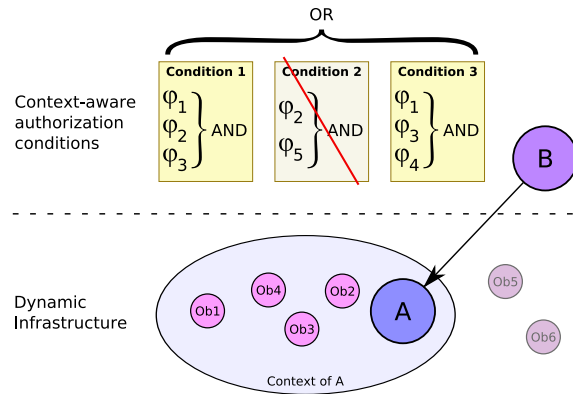 OR
Condition 1
φ1
φ2
φ3
AND
Condition 2
φ2
φ5
AND
Condition 3
φ1
φ3
φ4
AND
Context-aware
authorization
conditions
B
Dynamic
Infrastructure
Ob1
Ob4
Ob3
Ob2
A
Ob5
Ob6
Context of A